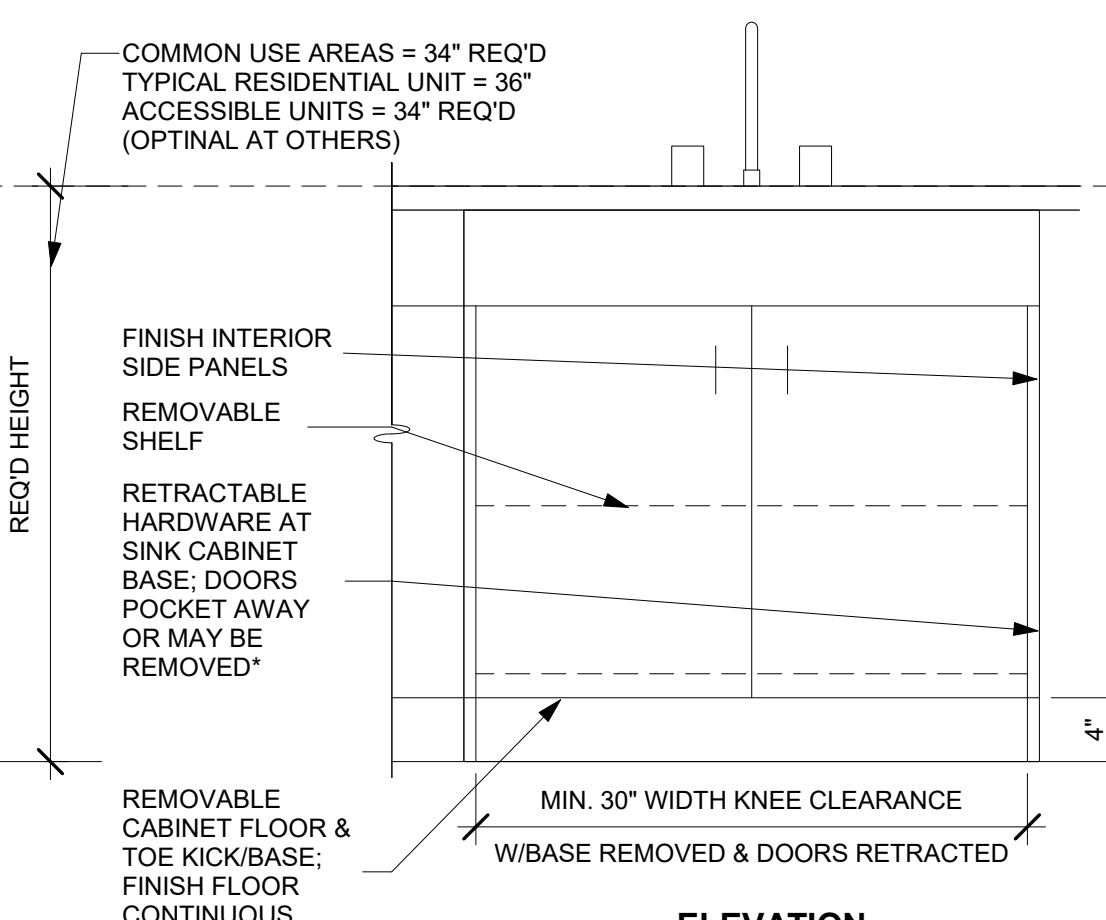 COMMON USE AREAS = 34" REQ'D
TYPICAL RESIDENTIAL UNIT = 36"
ACCESSIBLE UNITS = 34" REQ'D
(OPTINAL AT OTHERS)
REQ'D HEIGHT
FINISH INTERIOR
SIDE PANELS
REMOVABLE
SHELF
RETRACTABLE
HARDWARE AT
SINK CABINET
BASE; DOORS
POCKET AWAY
OR MAY BE
REMOVED*
4"
REMOVABLE
CABINET FLOOR &
TOE KICK/BASE;
FINISH FLOOR
CONTINUOUS
MIN. 30" WIDTH KNEE CLEARANCE
W/BASE REMOVED & DOORS RETRACTED
ELEVATION